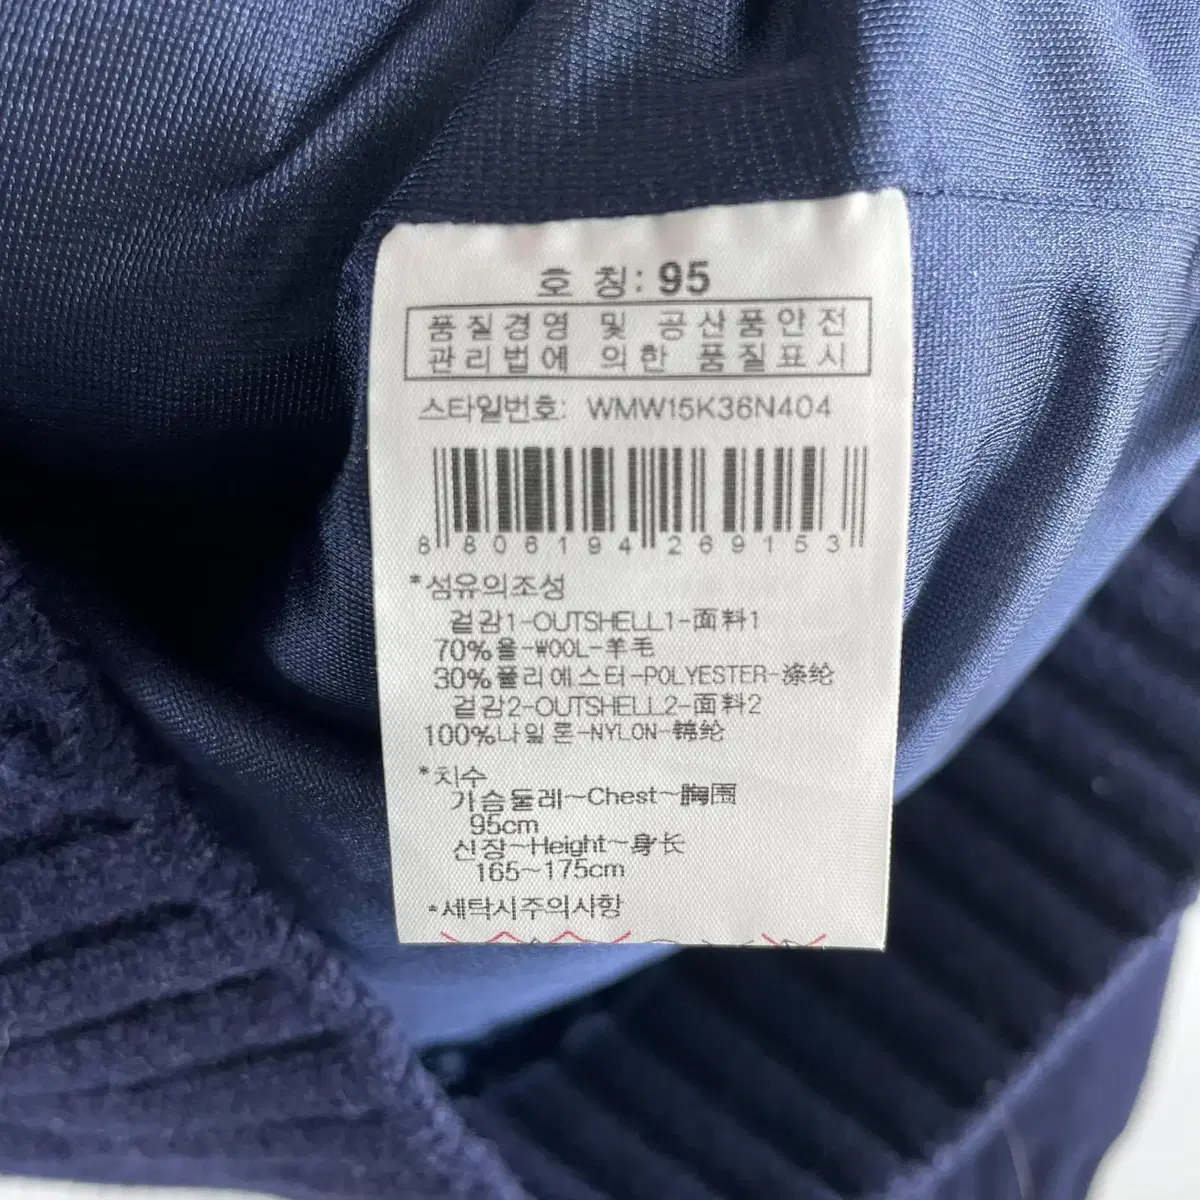 호 칭: 95
품질경영 및 공산품안전
관리법에 의한 품질표시
스타일번호: WMW15K36N404
8 806194 269153
*섬유의조성
겉감1-OUTSHELL1-面料1
70%울-WOOL-羊毛
30%폴리에스터-POLYESTER-涤纶
겉감2-OUTSHELL2-面料2
100%나일론-NYLON-锦纶
*치수
가슴둘레~Chest~胸围
95cm
신장~Height~身长
165~175cm
*세탁시주의사항